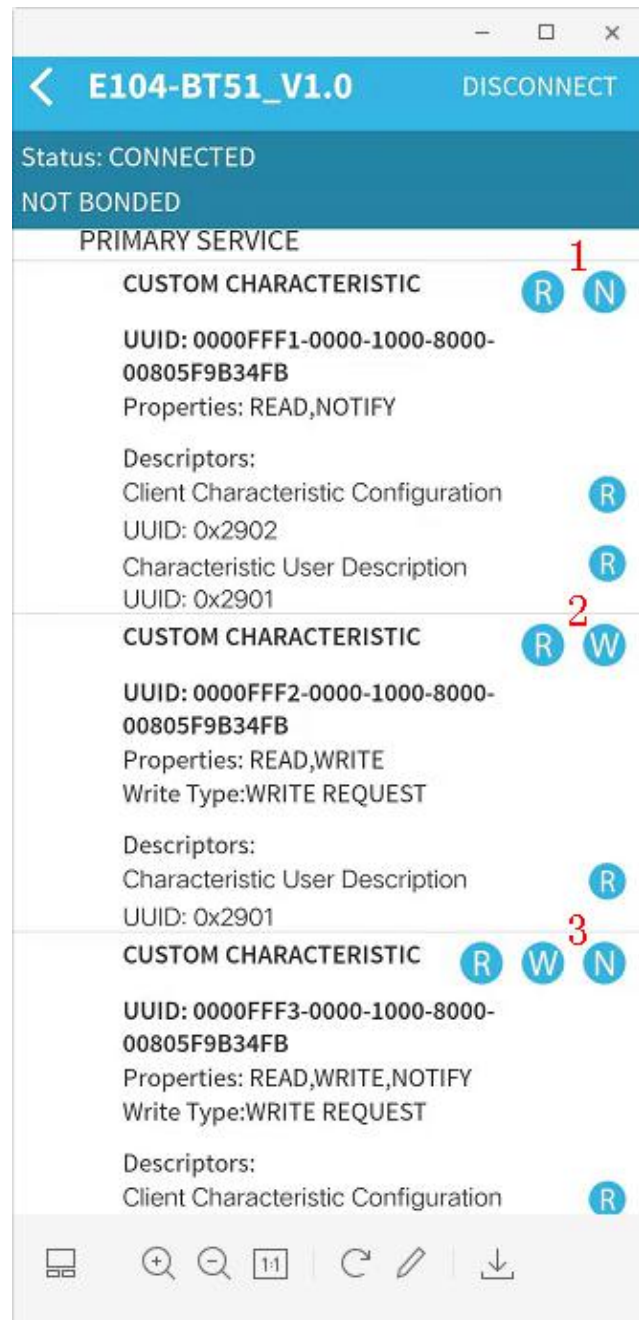 E104-BT51_V1.0 DISCONNECT
Status: CONNECTED
NOT BONDED
PRIMARY SERVICE
1
CUSTOM CHARACTERISTIC R N
UUID: 0000FFF1-0000-1000-8000-
00805F9B34FB
Properties: READ,NOTIFY
Descriptors:
Client Characteristic Configuration R
UUID: 0x2902
Characteristic User Description R
UUID: 0x2901
2
CUSTOM CHARACTERISTIC R W
UUID: 0000FFF2-0000-1000-8000-
00805F9B34FB
Properties: READ,WRITE
Write Type:WRITE REQUEST
Descriptors:
Characteristic User Description R
UUID: 0x2901
3
CUSTOM CHARACTERISTIC R W N
UUID: 0000FFF3-0000-1000-8000-
00805F9B34FB
Properties: READ,WRITE,NOTIFY
Write Type:WRITE REQUEST
Descriptors:
Client Characteristic Configuration R
1:1